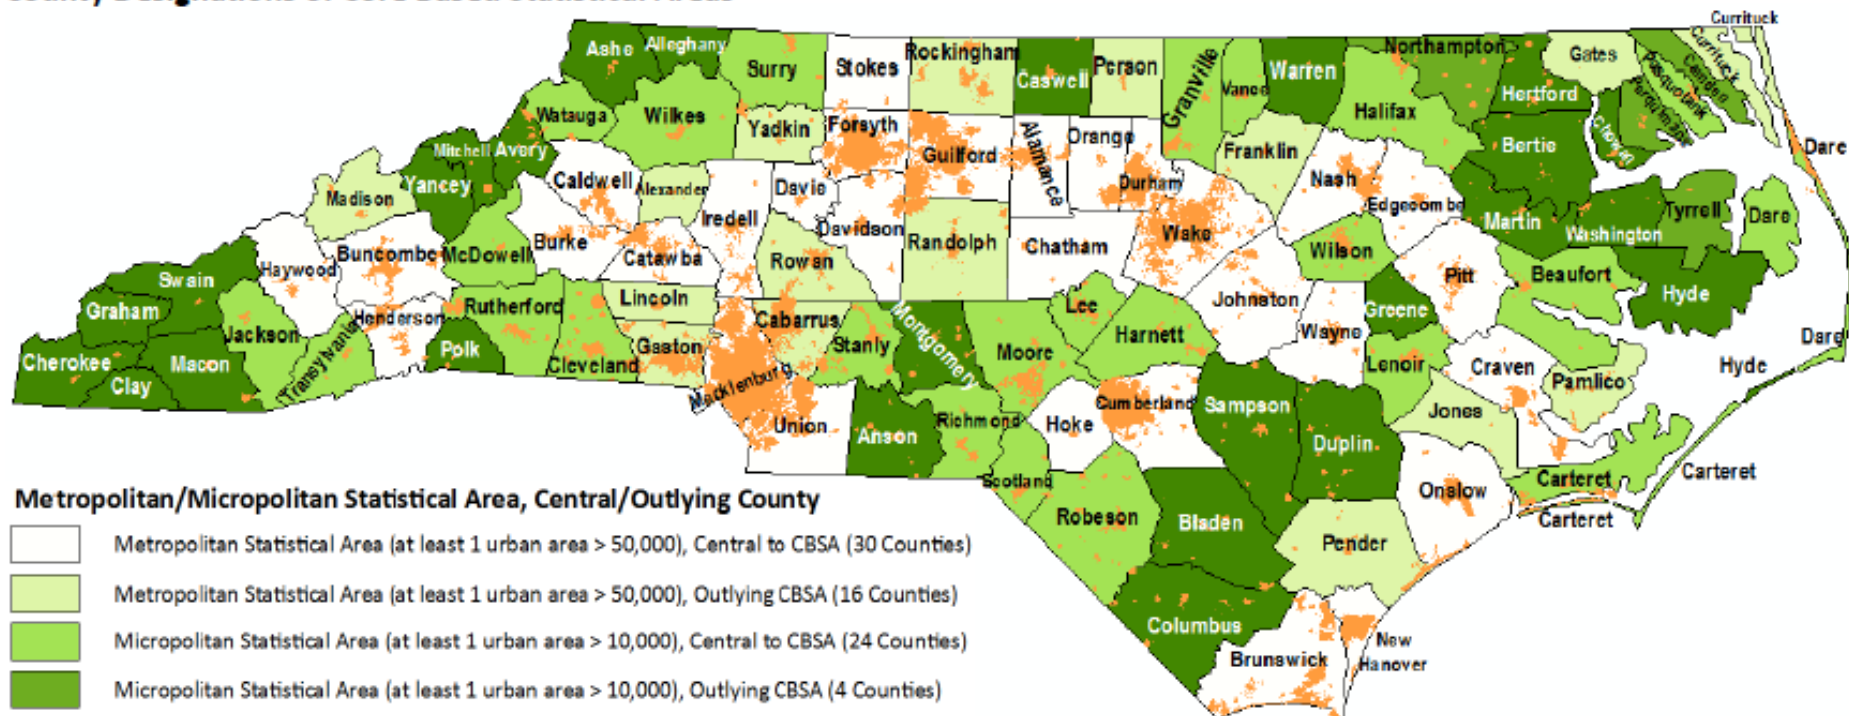 Currituck
Ashe
Alleghany
Surry
Stokes
Rockingham
Caswell
Person
Granville
Vance
Warren
Northampton
Gates
Currituck
Camden
Pasquotank
Perquimans
Hertford
Halifax
Watauga
Wilkes
Yadkin
Forsyth
Guilford
Alamance
Orange
Durham
Franklin
Bertie
Chowan
Dare
Mitchell
Avery
Yancey
Madison
Caldwell
Alexander
Iredell
Davie
Davidson
Randolph
Chatham
Wake
Nash
Edgecombe
Martin
Washington
Tyrrell
Dare
Buncombe
McDowell
Burke
Catawba
Rowan
Wilson
Pitt
Beaufort
Hyde
Haywood
Swain
Graham
Jackson
Henderson
Rutherford
Lincoln
Cabarrus
Stanly
Montgomery
Moore
Lee
Harnett
Johnston
Wayne
Greene
Lenoir
Craven
Pamlico
Dare
Hyde
Cherokee
Clay
Macon
Transylvania
Polk
Cleveland
Gaston
Mecklenburg
Union
Anson
Richmond
Hoke
Cumberland
Sampson
Duplin
Jones
Scotland
Robeson
Bladen
Onslow
Carteret
Carteret
Carteret
Pender
Columbus
Brunswick
New
Hanover
Metropolitan/Micropolitan Statistical Area, Central/Outlying County
Metropolitan Statistical Area (at least 1 urban area > 50,000), Central to CBSA (30 Counties)
Metropolitan Statistical Area (at least 1 urban area > 50,000), Outlying CBSA (16 Counties)
Micropolitan Statistical Area (at least 1 urban area > 10,000), Central to CBSA (24 Counties)
Micropolitan Statistical Area (at least 1 urban area > 10,000), Outlying CBSA (4 Counties)